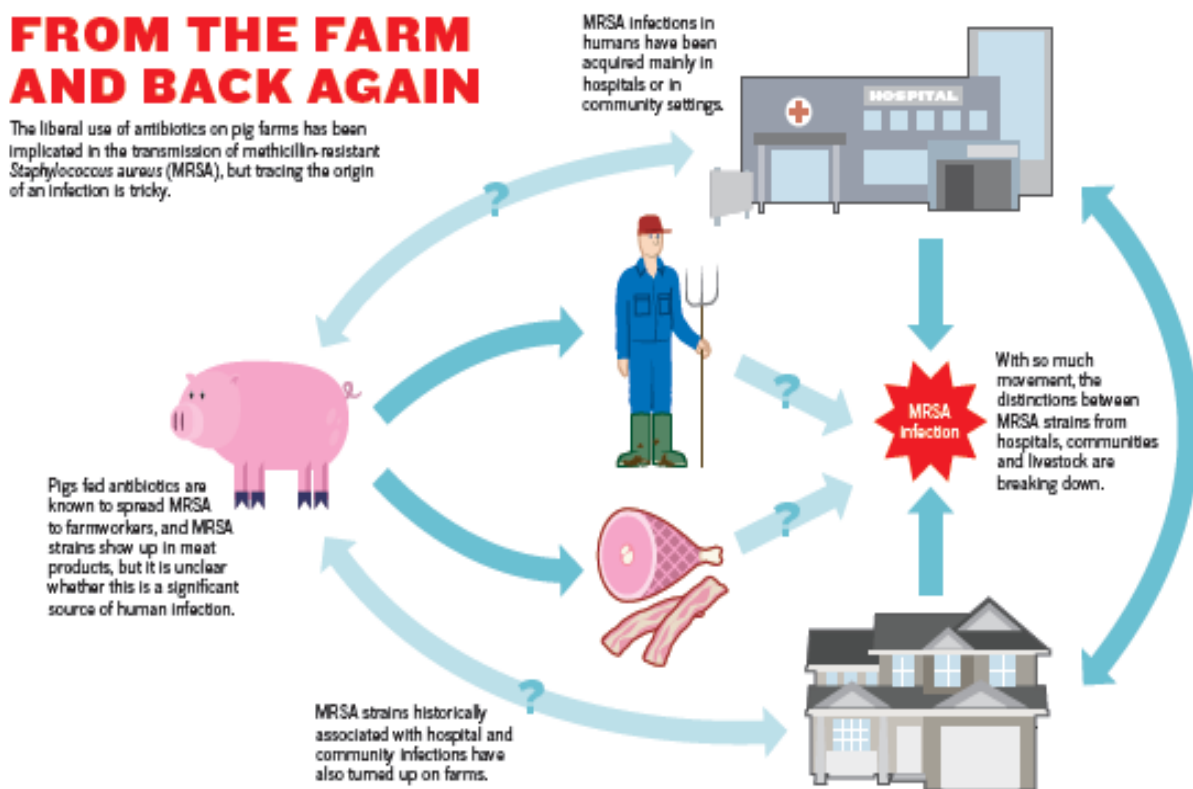 FROM THE FARM
AND BACK AGAIN
The liberal use of antibiotics on pig farms has been
implicated in the transmission of methicillin-resistant
Staphylococcus aureus (MRSA), but tracing the origin
of an infection is tricky.
MRSA infections in
humans have been
acquired mainly in
hospitals or in
community settings.
HOSPITAL
?
?
MRSA
infection
With so much
movement, the
distinctions between
MRSA strains from
hospitals, communities
and livestock are
breaking down.
Pigs fed antibiotics are
known to spread MRSA
to farmworkers, and MRSA
strains show up in meat
products, but it is unclear
whether this is a significant
source of human infection.
?
?
MRSA strains historically
associated with hospital and
community infections have
also turned up on farms.